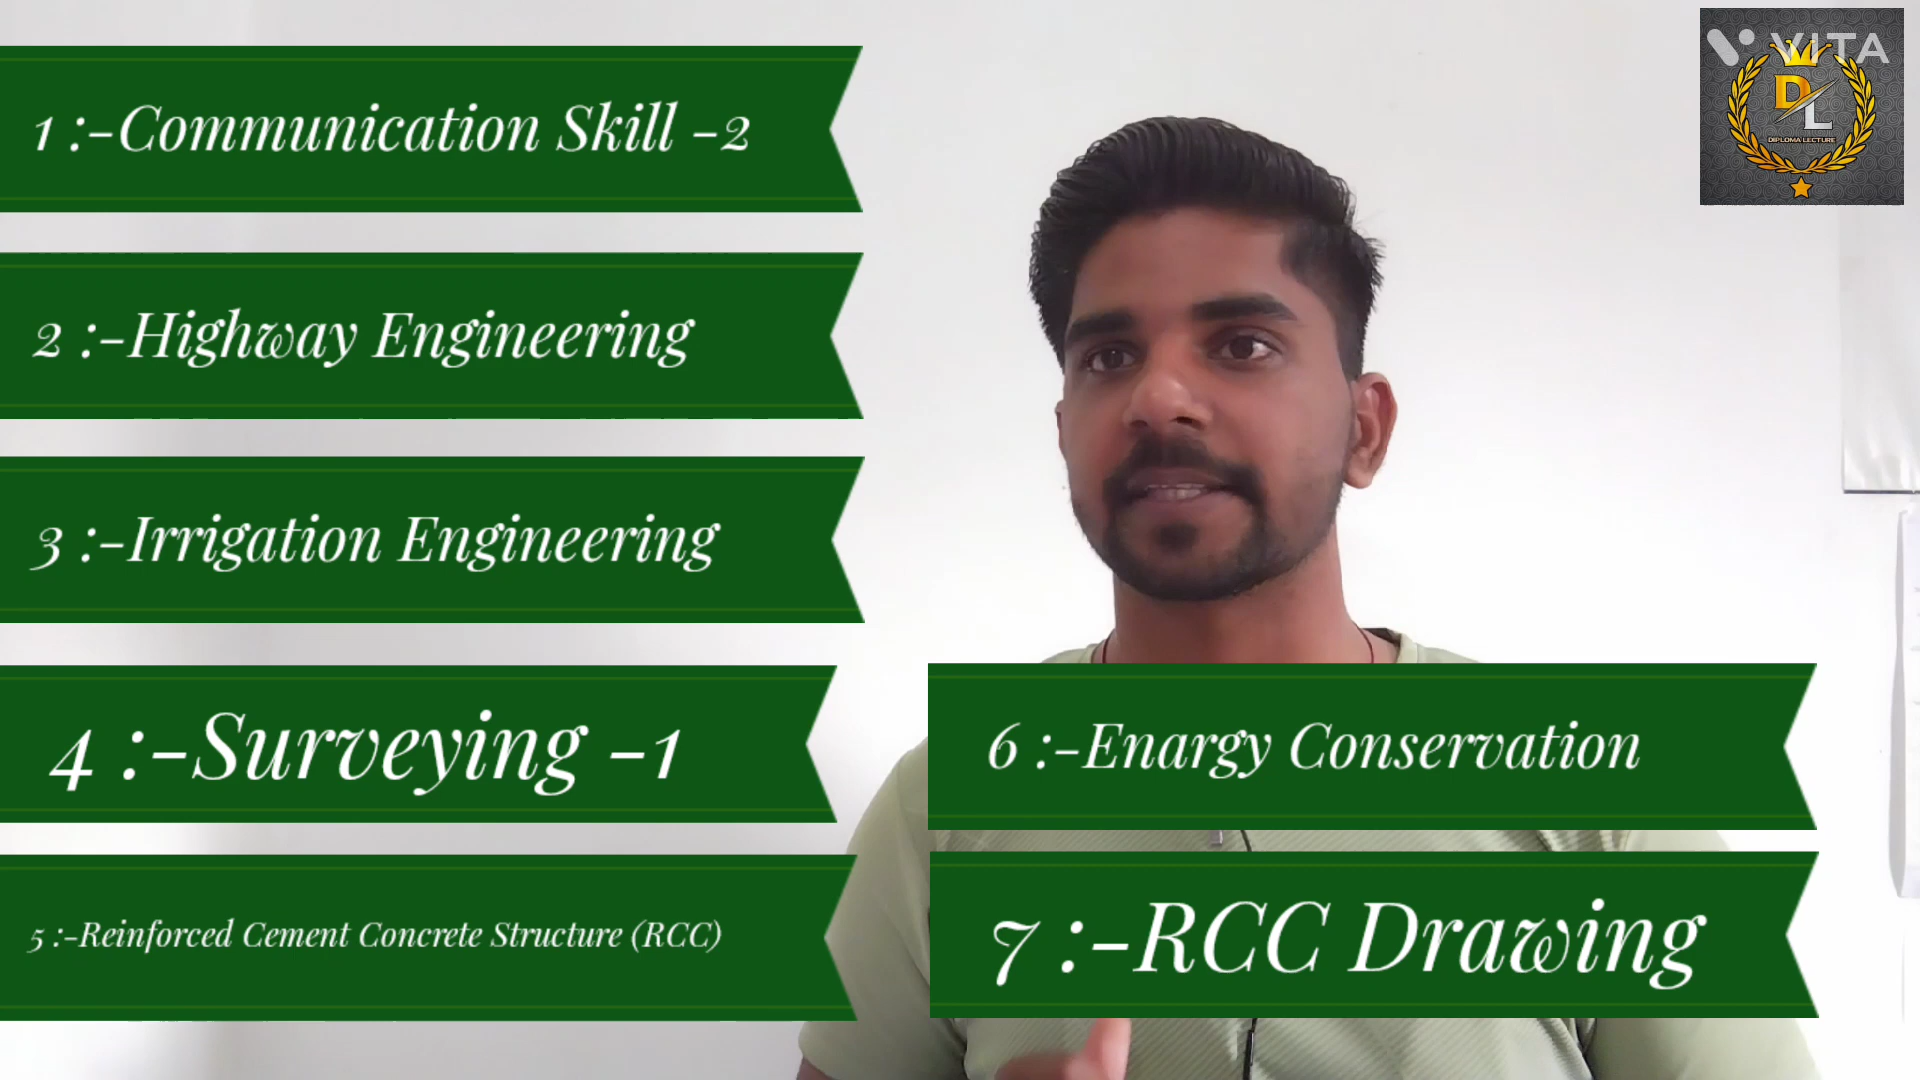 1 :-Communication Skill -2
2 :-Highway Engineering
3 :-Irrigation Engineering
4 :-Surveying -1
5 :-Reinforced Cement Concrete Structure (RCC)
6 :-Enargy Conservation
7 :-RCC Drawing
VITA
DL
DIPLOMA LECTURE